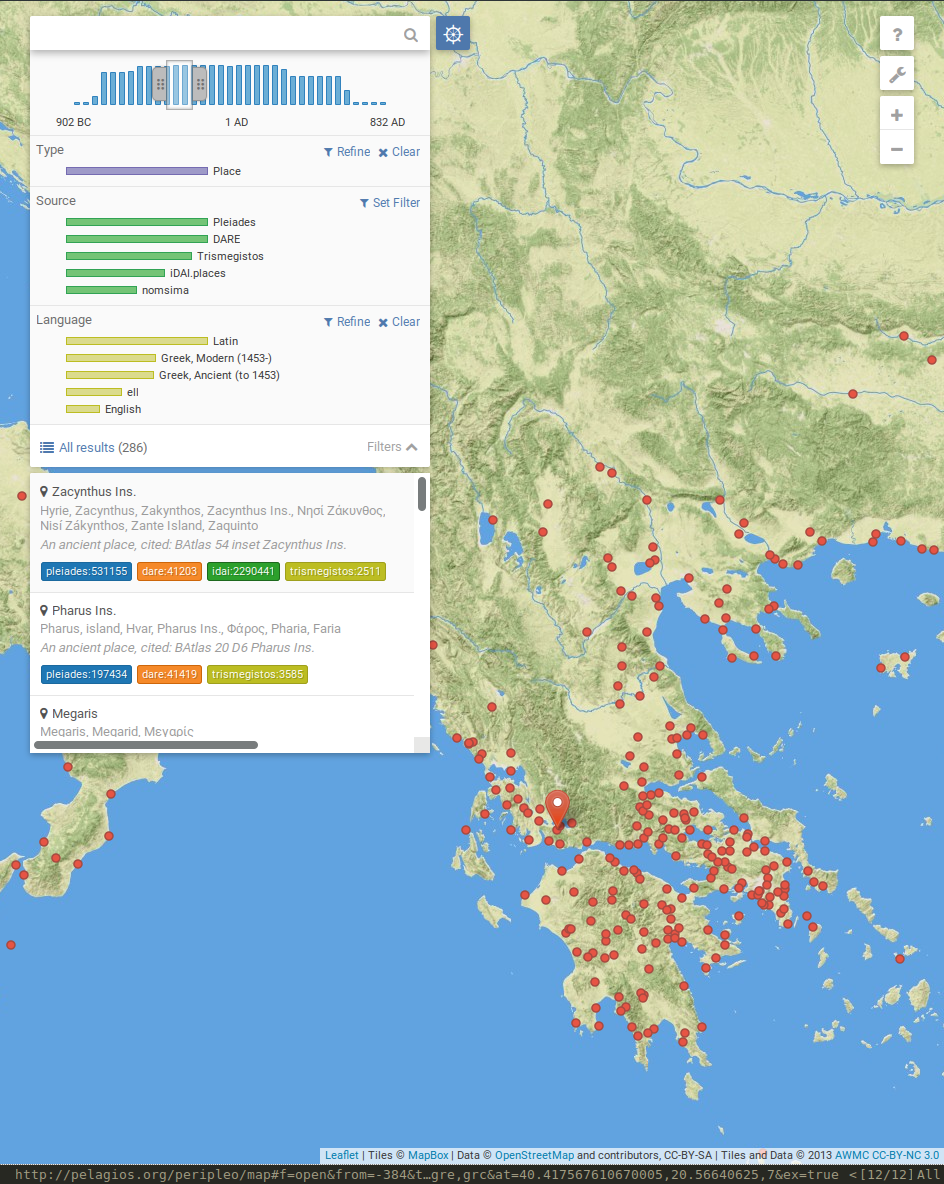 ?
902 BC 1 AD 832 AD
Type Refine Clear
Place
Source Set Filter
Pleiades
DARE
Trismegistos
iDAI.places
nomsima
Language Refine Clear
Latin
Greek, Modern (1453-)
Greek, Ancient (to 1453)
ell
English
All results (286) Filters
Zacynthus Ins.
Hyrie, Zacynthus, Zakynthos, Zacynthus Ins., Νησί Ζάκυνθος,
Nisí Zákynthos, Zante Island, Zaquinto
An ancient place, cited: BAtlas 54 inset Zacynthus Ins.
pleiades:531155 dare:41203 idai:2290441 trismegistos:2511
Pharus Ins.
Pharus, island, Hvar, Pharus Ins., Φάρος, Pharia, Faria
An ancient place, cited: BAtlas 20 D6 Pharus Ins.
pleiades:197434 dare:41419 trismegistos:3585
Megaris
Megaris, Megarid, Μεγαρίς
Leaflet | Tiles © MapBox | Data © OpenStreetMap and contributors, CC-BY-SA | Tiles and Data © 2013 AWMC CC-BY-NC 3.0
http://pelagios.org/peripleo/map#f=open&from=-384&t…gre,grc&at=40.417567610670005,20.56640625,7&ex=true <[12/12]All